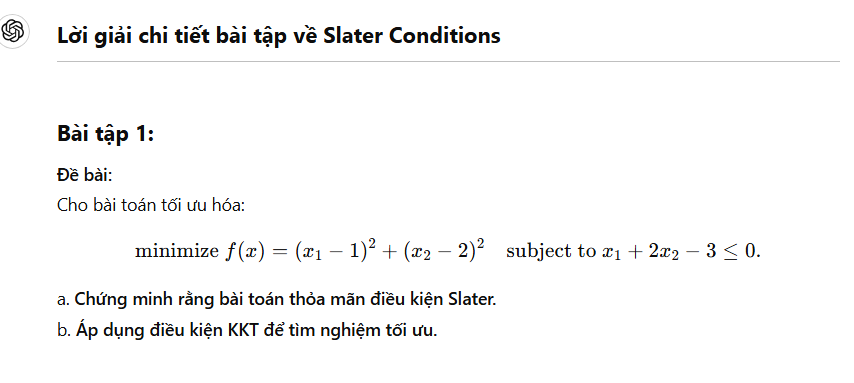 Lời giải chi tiết bài tập về Slater Conditions
Bài tập 1:
Đề bài:
Cho bài toán tối ưu hóa:
minimize f(x) = (x₁ − 1)² + (x₂ − 2)² subject to x₁ + 2x₂ − 3 ≤ 0.
a. Chứng minh rằng bài toán thỏa mãn điều kiện Slater.
b. Áp dụng điều kiện KKT để tìm nghiệm tối ưu.